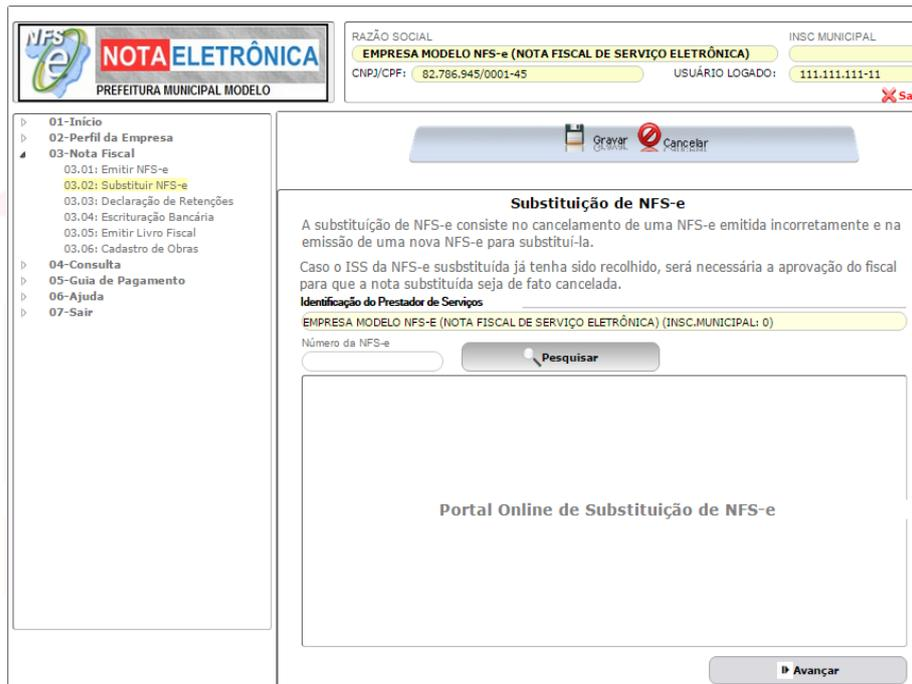 NFS
e
NOTA ELETRÔNICA
PREFEITURA MUNICIPAL MODELO
RAZÃO SOCIAL
INSC MUNICIPAL
EMPRESA MODELO NFS-e (NOTA FISCAL DE SERVIÇO ELETRÔNICA)
CNPJ/CPF: 82.786.945/0001-45 USUÁRIO LOGADO: 111.111.111-11
Sa
01-Início
02-Perfil da Empresa
03-Nota Fiscal
03.01: Emitir NFS-e
03.02: Substituir NFS-e
03.03: Declaração de Retenções
03.04: Escrituração Bancária
03.05: Emitir Livro Fiscal
03.06: Cadastro de Obras
04-Consulta
05-Guia de Pagamento
06-Ajuda
07-Sair
Gravar Cancelar
Substituição de NFS-e
A substituíção de NFS-e consiste no cancelamento de uma NFS-e emitida incorretamente e na
emissão de uma nova NFS-e para substituí-la.
Caso o ISS da NFS-e susbstituída já tenha sido recolhido, será necessária a aprovação do fiscal
para que a nota substituída seja de fato cancelada.
Identificação do Prestador de Serviços
EMPRESA MODELO NFS-E (NOTA FISCAL DE SERVIÇO ELETRÔNICA) (INSC.MUNICIPAL: 0)
Número da NFS-e
Pesquisar
Portal Online de Substituição de NFS-e
Avançar